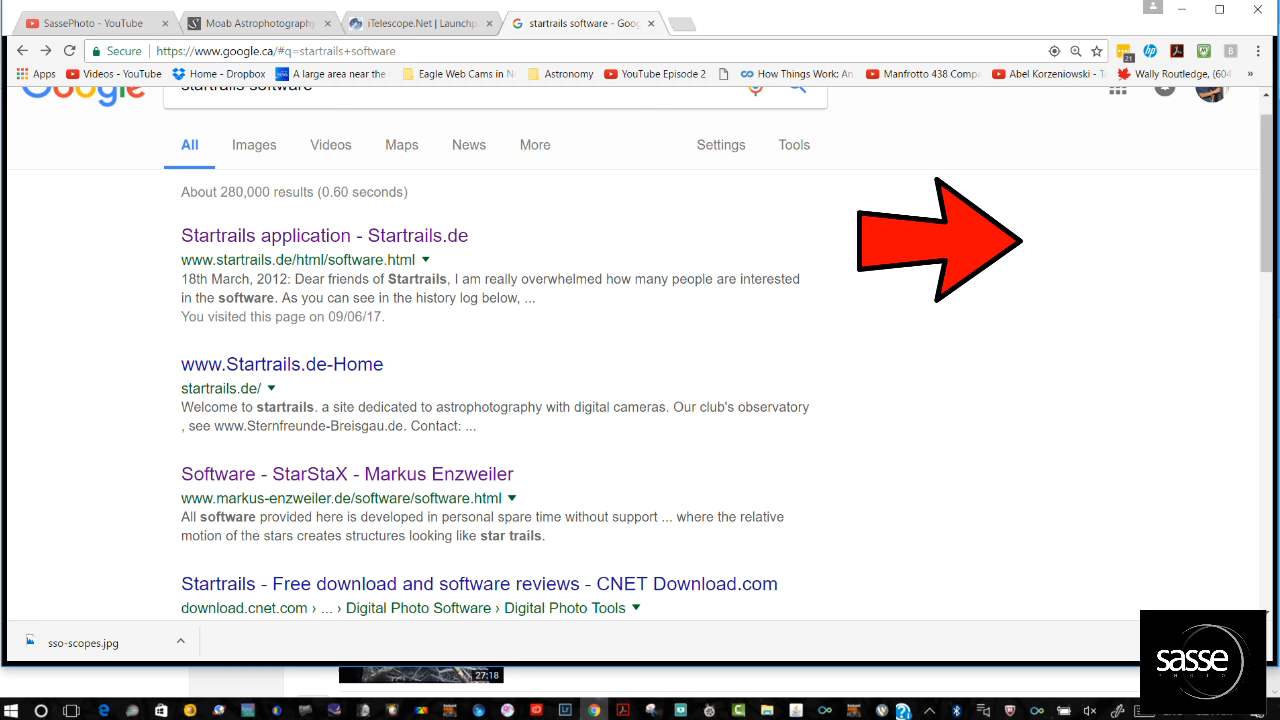 SassePhoto - YouTube
Moab Astrophotography
iTelescope.Net | Launchp
startrails software - Goog
Secure
https://www.google.ca/#q=startrails+software
21
Apps
Videos - YouTube
Home - Dropbox
A large area near the
Eagle Web Cams in N
Astronomy
YouTube Episode 2
How Things Work: An
Manfrotto 438 Comp
Abel Korzeniowski - Ta
Wally Routledge, (604
Google
startrails software
All
Images
Videos
Maps
News
More
Settings
Tools
About 280,000 results (0.60 seconds)
Startrails application - Startrails.de
www.startrails.de/html/software.html
18th March, 2012: Dear friends of Startrails, I am really overwhelmed how many people are interested
in the software. As you can see in the history log below, ...
You visited this page on 09/06/17.
www.Startrails.de-Home
startrails.de/
Welcome to startrails. a site dedicated to astrophotography with digital cameras. Our club's observatory
, see www.Sternfreunde-Breisgau.de. Contact: ...
Software - StarStaX - Markus Enzweiler
www.markus-enzweiler.de/software/software.html
All software provided here is developed in personal spare time without support ... where the relative
motion of the stars creates structures looking like star trails.
Startrails - Free download and software reviews - CNET Download.com
download.cnet.com › ... › Digital Photo Software › Digital Photo Tools
sso-scopes.jpg
27:18
sasse
PHOTO